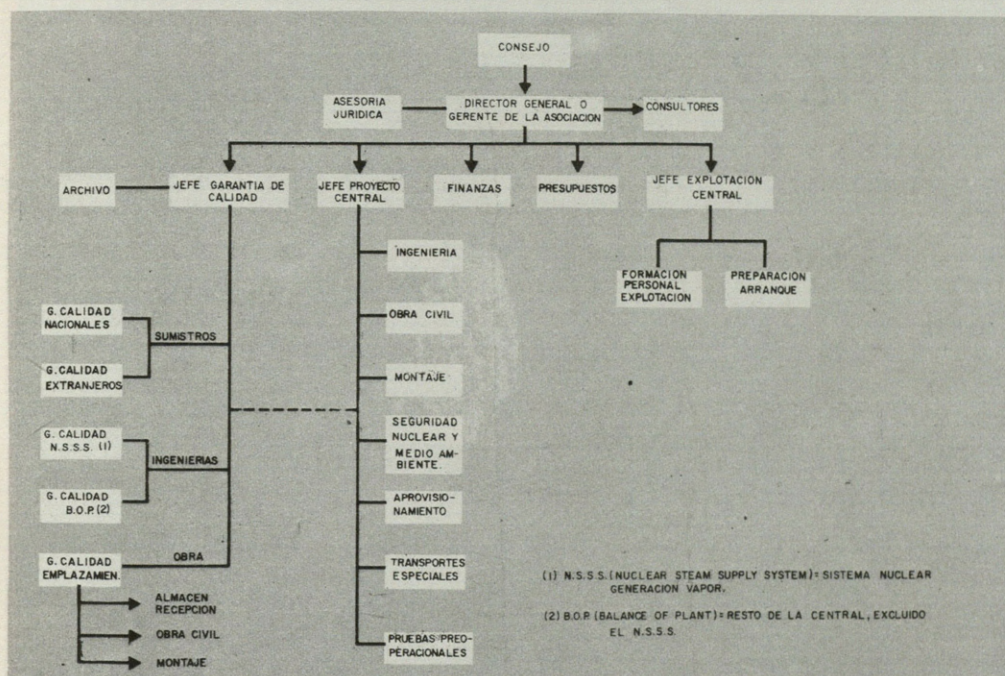 CONSEJO
ASESORIA
JURIDICA
DIRECTOR GENERAL O
GERENTE DE LA ASOCIACION
CONSULTORES
ARCHIVO
JEFE GARANTIA DE
CALIDAD
JEFE PROYECTO
CENTRAL
FINANZAS
PRESUPUESTOS
JEFE EXPLOTACION
CENTRAL
FORMACION
PERSONAL
EXPLOTACION
PREPARACION
ARRANQUE
INGENIERIA
OBRA CIVIL
MONTAJE
SEGURIDAD
NUCLEAR Y
MEDIO AM-
BIENTE.
APROVISIO-
NAMIENTO
TRANSPORTES
ESPECIALES
PRUEBAS PREO-
PERACIONALES
G. CALIDAD
NACIONALES
SUMISTROS
G. CALIDAD
EXTRANJEROS
G. CALIDAD
N.S.S.S. (1)
INGENIERIAS
G. CALIDAD
B.O.P. (2)
G. CALIDAD
EMPLAZAMIEN.
OBRA
ALMACEN
RECEPCION
OBRA CIVIL
MONTAJE
(1) N.S.S.S. (NUCLEAR STEAM SUPPLY SYSTEM) = SISTEMA NUCLEAR
GENERACION VAPOR.
(2) B.O.P. (BALANCE OF PLANT) = RESTO DE LA CENTRAL, EXCLUIDO
EL N.S.S.S.